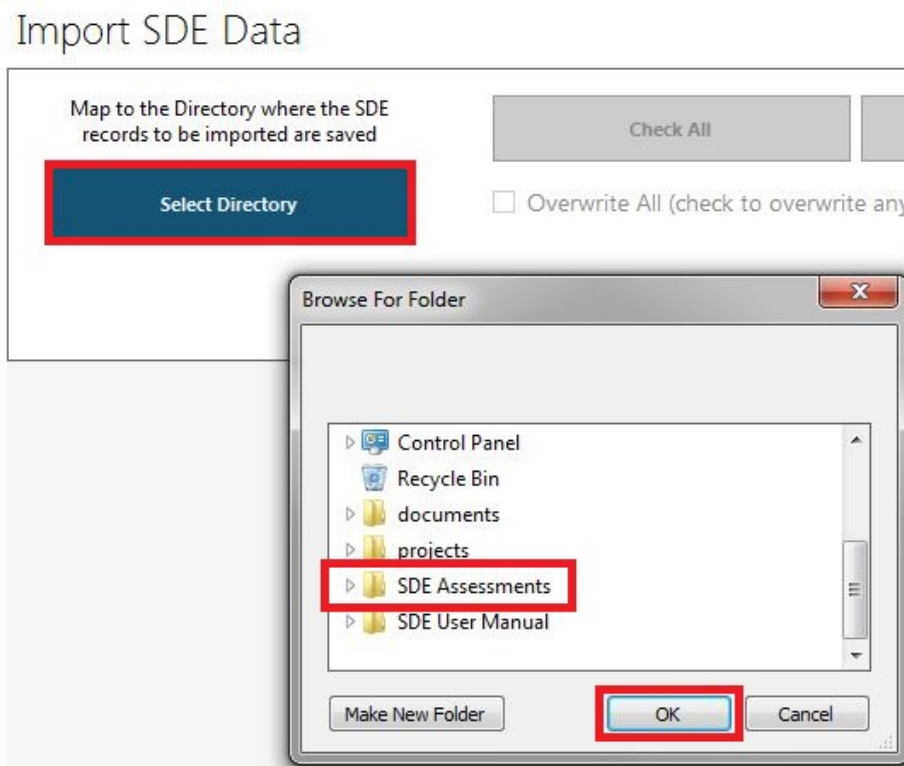 Import SDE Data
Map to the Directory where the SDE
records to be imported are saved
Select Directory
Check All
Overwrite All (check to overwrite any
Browse For Folder
Control Panel
Recycle Bin
documents
projects
SDE Assessments
SDE User Manual
Make New Folder
OK
Cancel